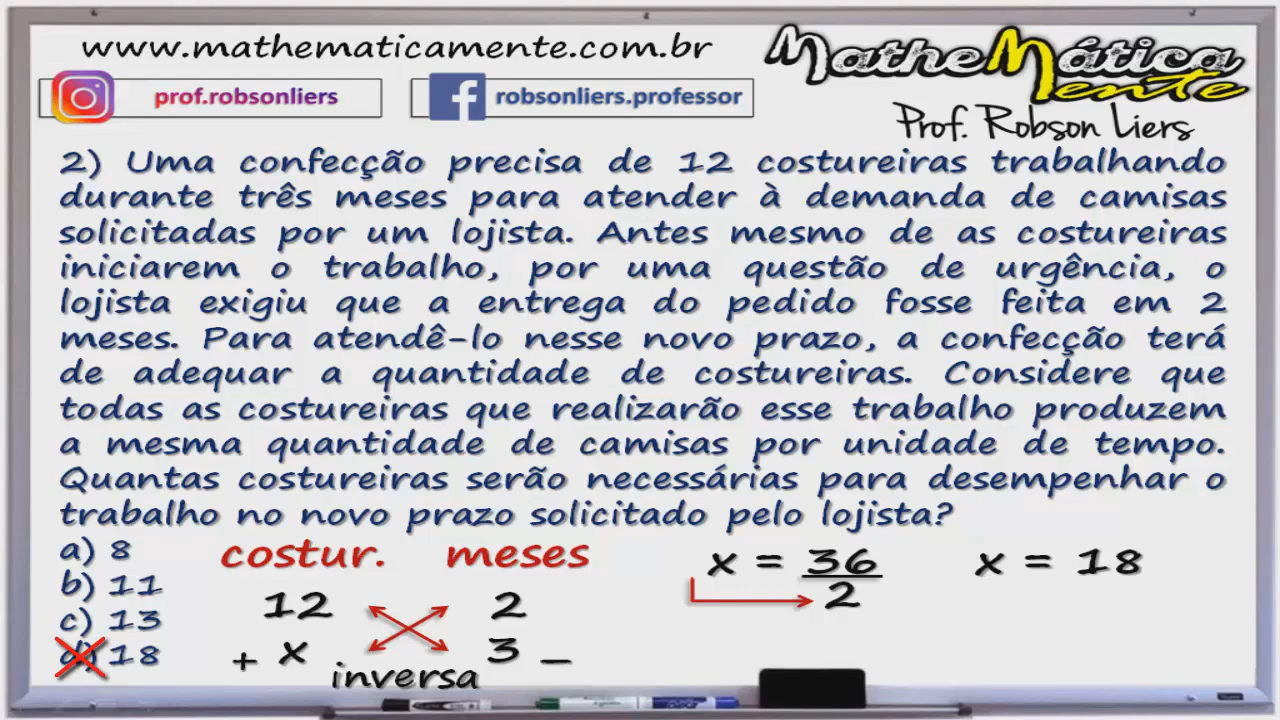 www.mathematicamente.com.br
MatheMática
mente
prof.robsonliers
robsonliers.professor
Prof. Robson Liers
2) Uma confecção precisa de 12 costureiras trabalhando
durante três meses para atender à demanda de camisas
solicitadas por um lojista. Antes mesmo de as costureiras
iniciarem o trabalho, por uma questão de urgência, o
lojista exigiu que a entrega do pedido fosse feita em 2
meses. Para atendê-lo nesse novo prazo, a confecção terá
de adequar a quantidade de costureiras. Considere que
todas as costureiras que realizarão esse trabalho produzem
a mesma quantidade de camisas por unidade de tempo.
Quantas costureiras serão necessárias para desempenhar o
trabalho no novo prazo solicitado pelo lojista?
a) 8
b) 11
c) 13
d) 18
costur. meses
12 2
+ x 3 –
inversa
x = 36
2
x = 18